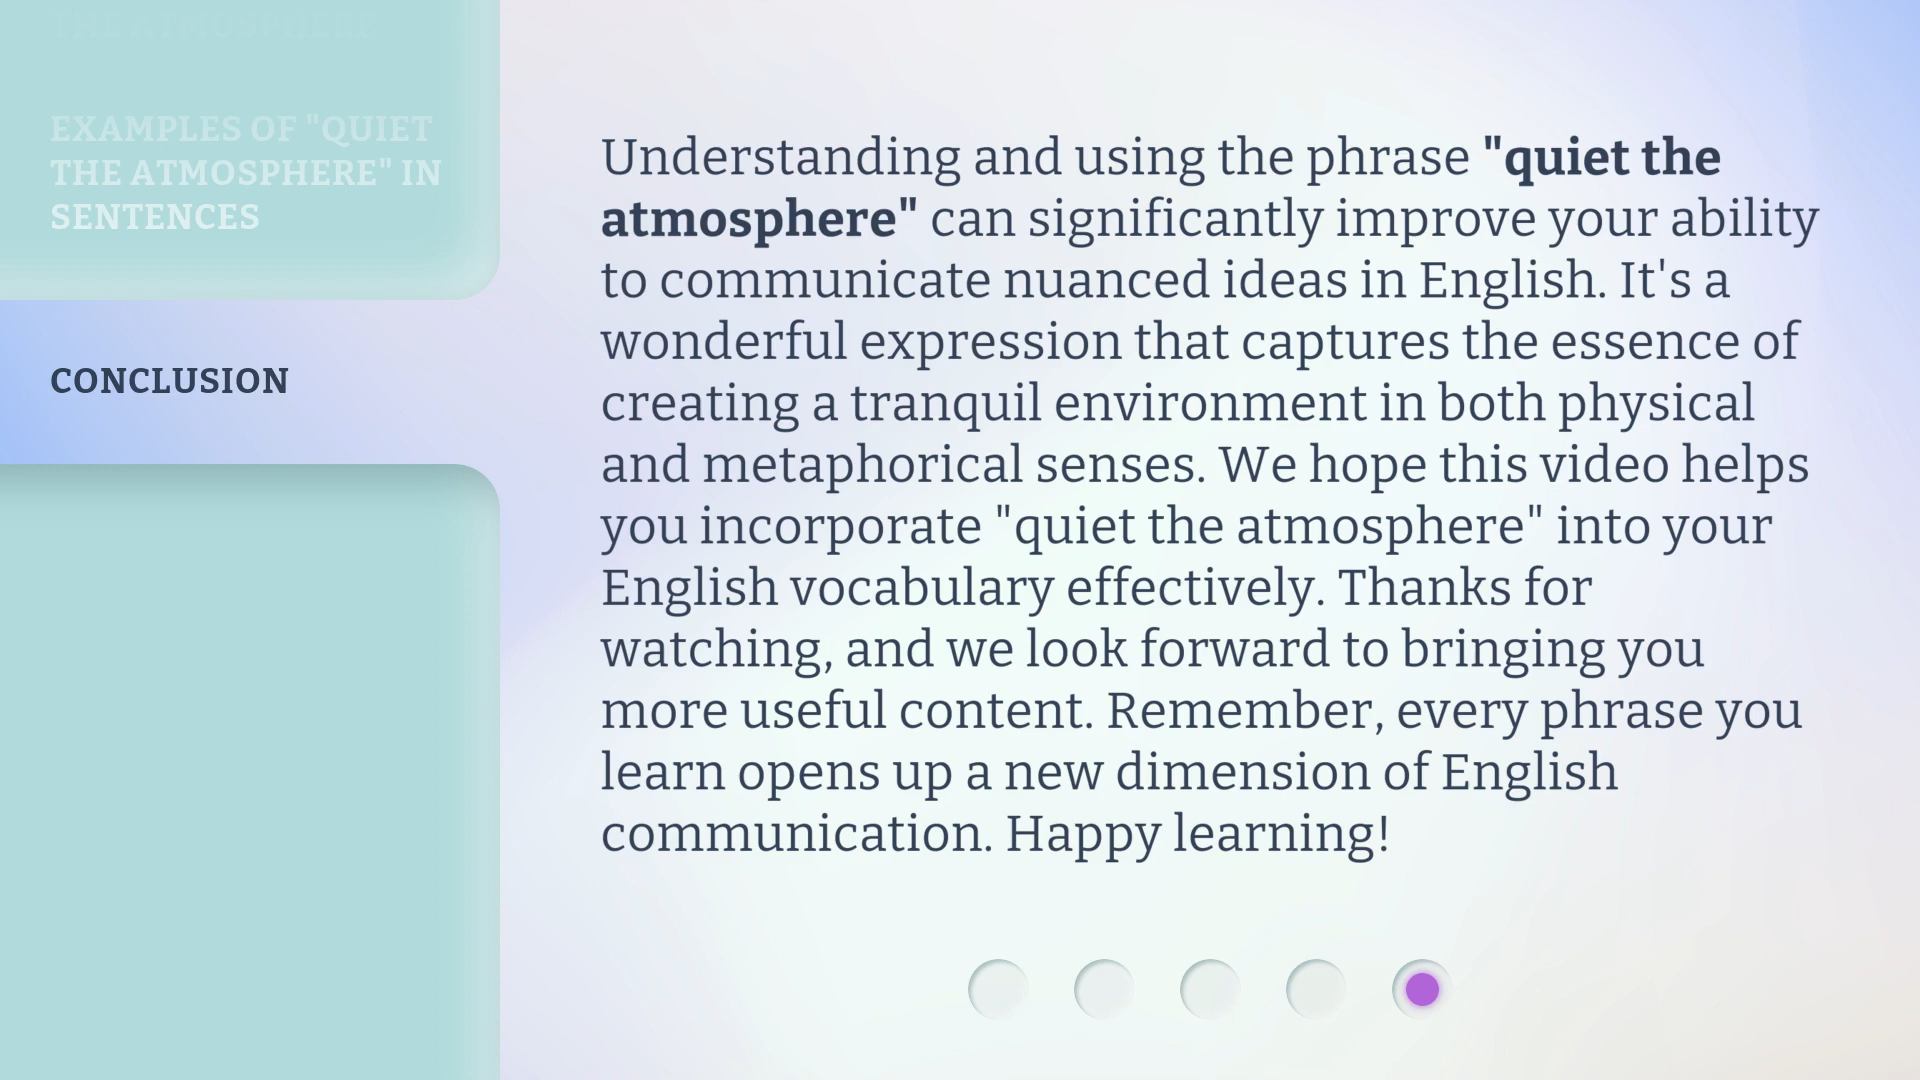 THE ATMOSPHERE
EXAMPLES OF "QUIET
THE ATMOSPHERE" IN
SENTENCES
CONCLUSION
Understanding and using the phrase "quiet the
atmosphere" can significantly improve your ability
to communicate nuanced ideas in English. It's a
wonderful expression that captures the essence of
creating a tranquil environment in both physical
and metaphorical senses. We hope this video helps
you incorporate "quiet the atmosphere" into your
English vocabulary effectively. Thanks for
watching, and we look forward to bringing you
more useful content. Remember, every phrase you
learn opens up a new dimension of English
communication. Happy learning!